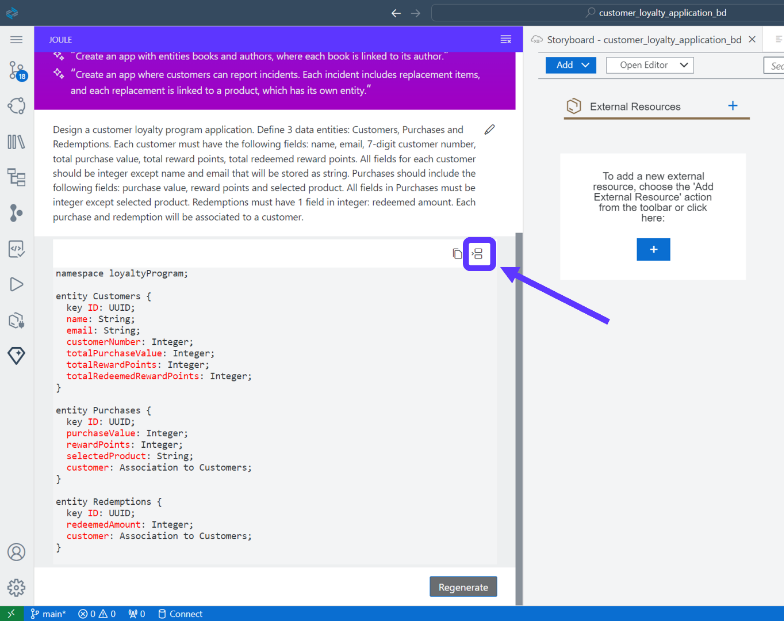 customer_loyalty_application_bd
JOULE
"Create an app with entities books and authors, where each book is linked to its author."
"Create an app where customers can report incidents. Each incident includes replacement items,
and each replacement is linked to a product, which has its own entity."
Design a customer loyalty program application. Define 3 data entities: Customers, Purchases and
Redemptions. Each customer must have the following fields: name, email, 7-digit customer number,
total purchase value, total reward points, total redeemed reward points. All fields for each customer
should be integer except name and email that will be stored as string. Purchases should include the
following fields: purchase value, reward points and selected product. All fields in Purchases must be
integer except selected product. Redemptions must have 1 field in integer: redeemed amount. Each
purchase and redemption will be associated to a customer.
namespace loyaltyProgram;
entity Customers {
key ID: UUID;
name: String;
email: String;
customerNumber: Integer;
totalPurchaseValue: Integer;
totalRewardPoints: Integer;
totalRedeemedRewardPoints: Integer;
}
entity Purchases {
key ID: UUID;
purchaseValue: Integer;
rewardPoints: Integer;
selectedProduct: String;
customer: Association to Customers;
}
entity Redemptions {
key ID: UUID;
redeemedAmount: Integer;
customer: Association to Customers;
}
Regenerate
18
Storyboard - customer_loyalty_application_bd
Add
Open Editor
Sea
External Resources
To add a new external
resource, choose the 'Add
External Resource' action
from the toolbar or click
here:
main* 0 0 0 Connect